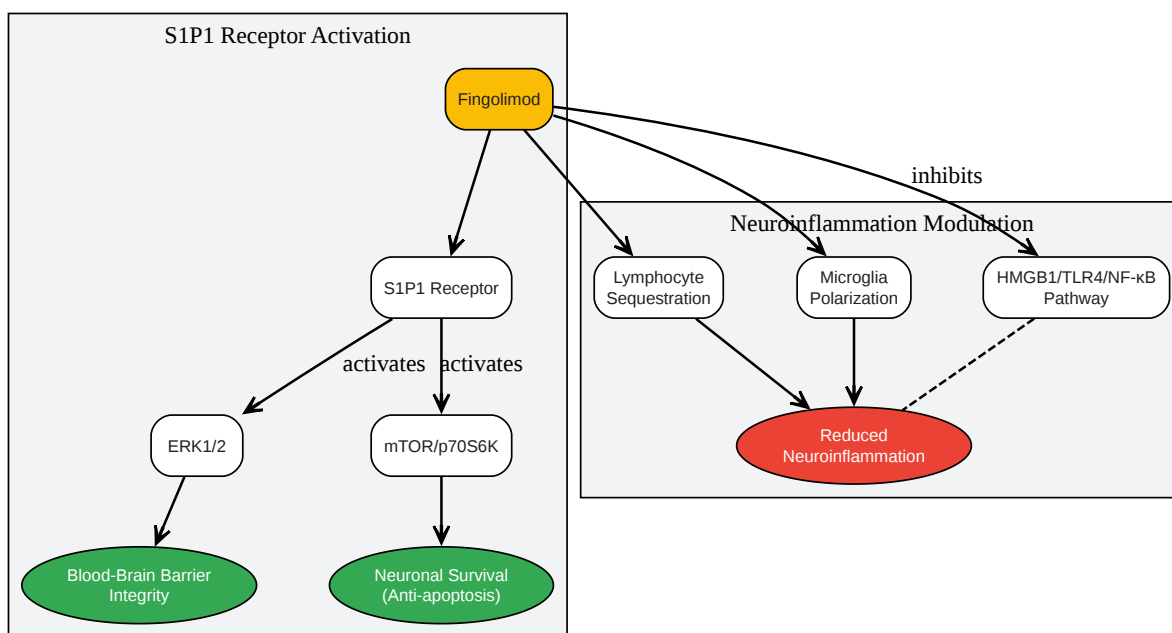 S1P1 Receptor Activation
Fingolimod
inhibits
Neuroinflammation Modulation
S1P1 Receptor
Lymphocyte
Sequestration
Microglia
Polarization
HMGB1/TLR4/NF-κB
Pathway
activates
activates
ERK1/2
mTOR/p70S6K
Reduced
Neuroinflammation
Blood-Brain Barrier
Integrity
Neuronal Survival
(Anti-apoptosis)